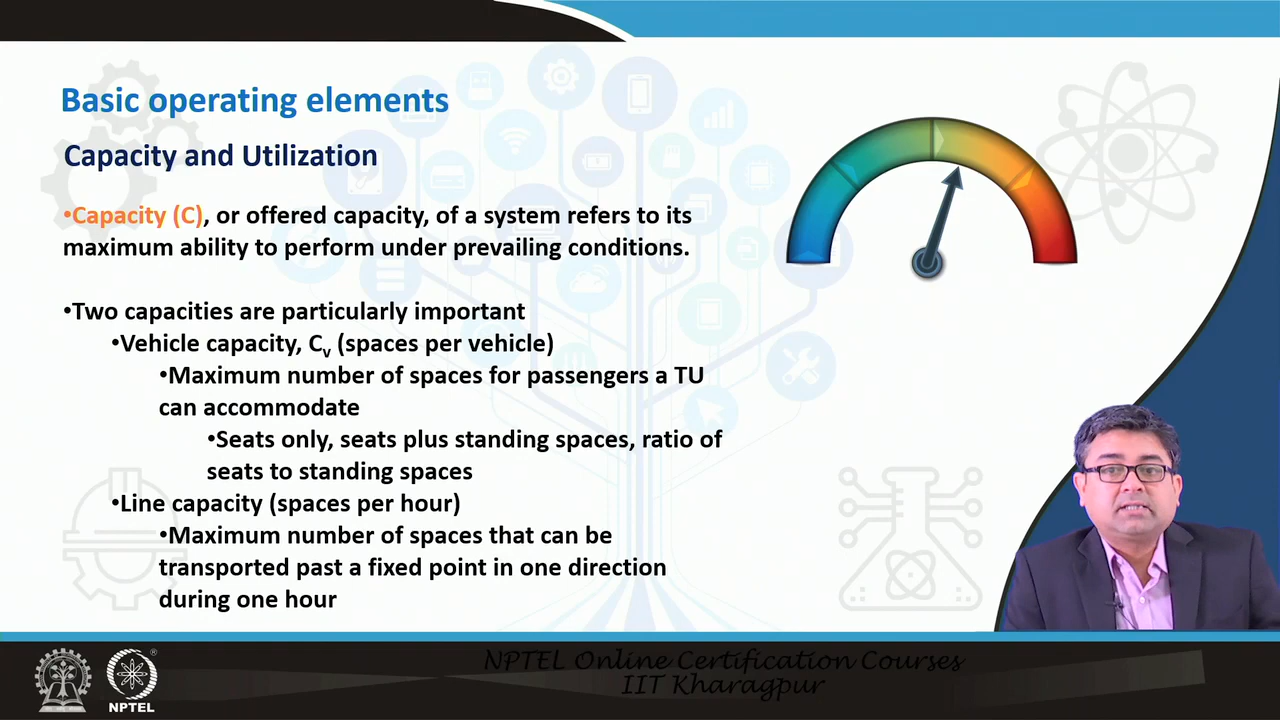 Basic operating elements
Capacity and Utilization
•Capacity (C), or offered capacity, of a system refers to its
maximum ability to perform under prevailing conditions.
•Two capacities are particularly important
•Vehicle capacity, Cv (spaces per vehicle)
•Maximum number of spaces for passengers a TU
can accommodate
•Seats only, seats plus standing spaces, ratio of
seats to standing spaces
•Line capacity (spaces per hour)
•Maximum number of spaces that can be
transported past a fixed point in one direction
during one hour
NPTEL Online Certification Courses
IIT Kharagpur
NPTEL